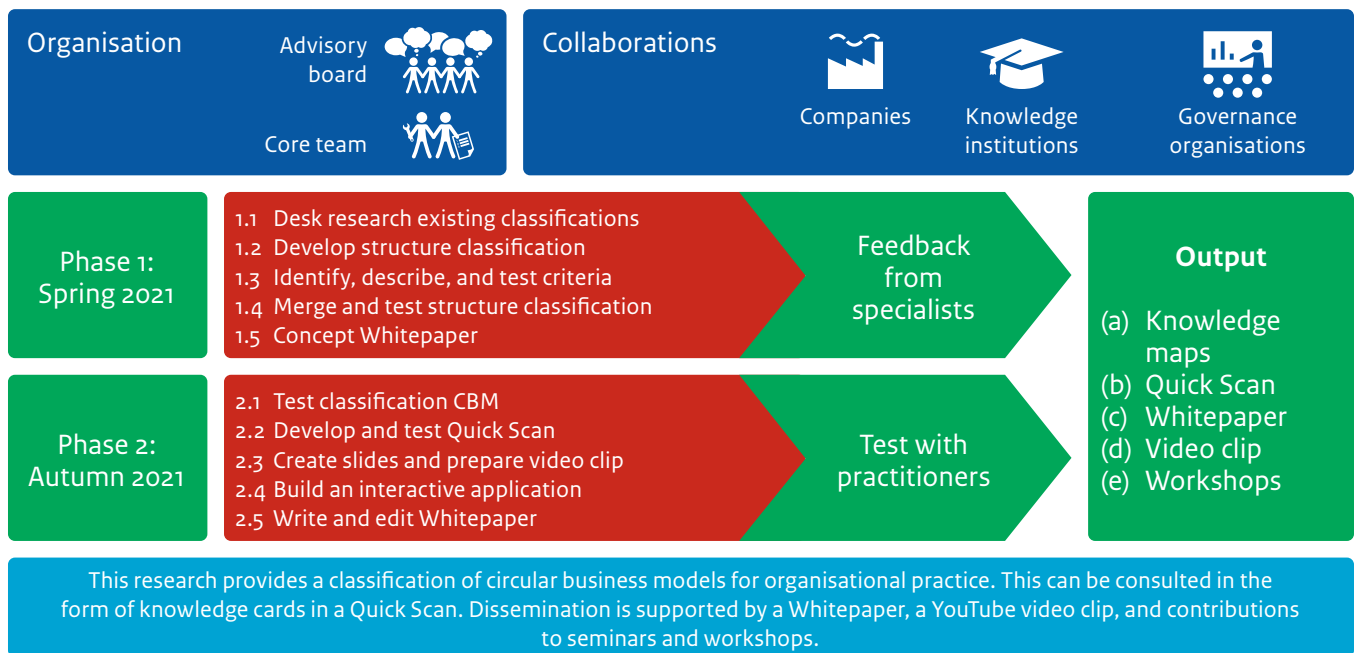 Organisation
Advisory
board
Core team
Collaborations
Companies
Knowledge
institutions
Governance
organisations
Phase 1:
Spring 2021
1.1 Desk research existing classifications
1.2 Develop structure classification
1.3 Identify, describe, and test criteria
1.4 Merge and test structure classification
1.5 Concept Whitepaper
Feedback
from
specialists
Phase 2:
Autumn 2021
2.1 Test classification CBM
2.2 Develop and test Quick Scan
2.3 Create slides and prepare video clip
2.4 Build an interactive application
2.5 Write and edit Whitepaper
Test with
practitioners
Output
(a) Knowledge
maps
(b) Quick Scan
(c) Whitepaper
(d) Video clip
(e) Workshops
This research provides a classification of circular business models for organisational practice. This can be consulted in the
form of knowledge cards in a Quick Scan. Dissemination is supported by a Whitepaper, a YouTube video clip, and contributions
to seminars and workshops.